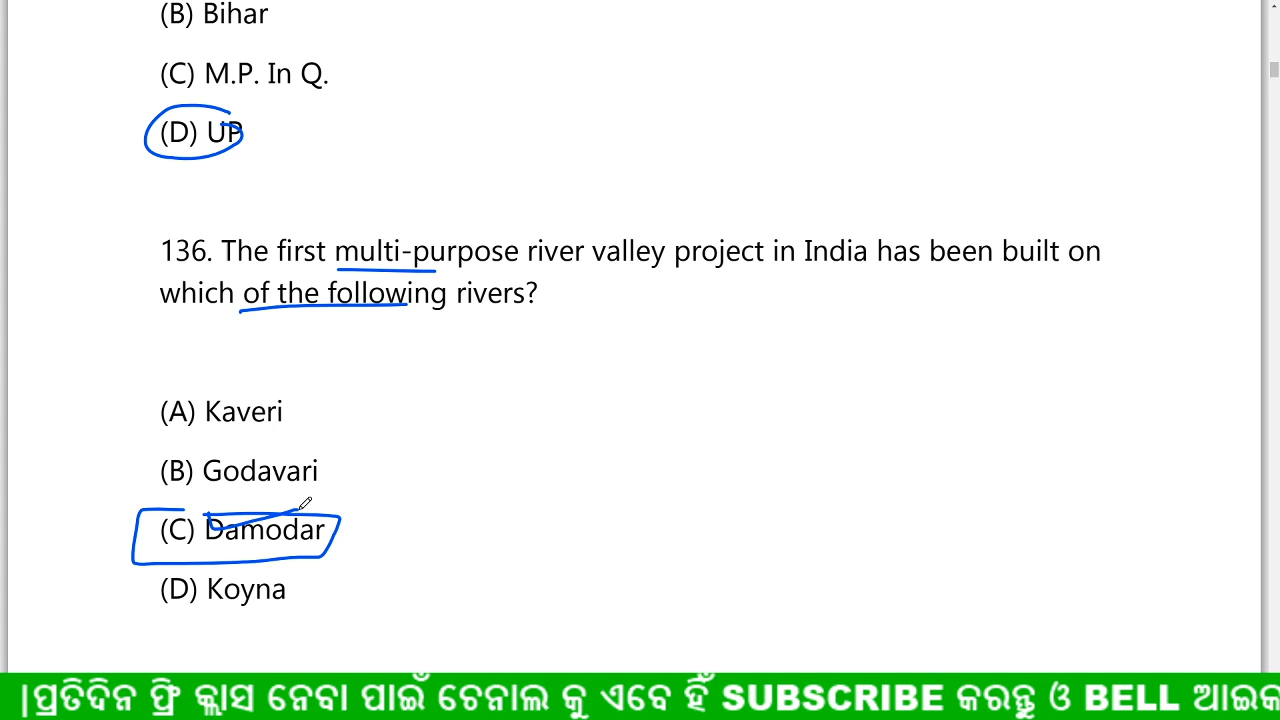 (B) Bihar
(C) M.P. In Q.
(D) UP
136. The first multi-purpose river valley project in India has been built on
which of the following rivers?
(A) Kaveri
(B) Godavari
(C) Damodar
(D) Koyna
|ପ୍ରତିଦିନ ଫ୍ରି କ୍ଲାସ ନେବା ପାଇଁ ଚେନାଲ କୁ ଏବେ ହିଁ SUBSCRIBE କରନ୍ତୁ ଓ BELL ଆଇକ